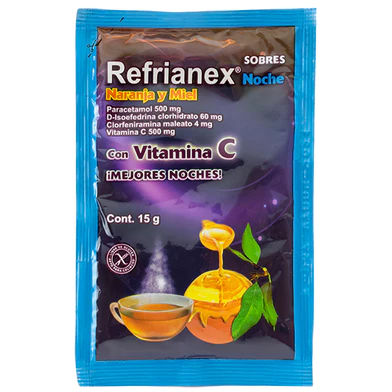 SOBRES
Refrianex® Noche
Naranja y Miel
Paracetamol 500 mg
D-Isoefedrina clorhidrato 60 mg
Clorfeniramina maleato 4 mg
Vitamina C 500 mg
Con Vitamina C
¡MEJORES NOCHES!
Cont. 15 g